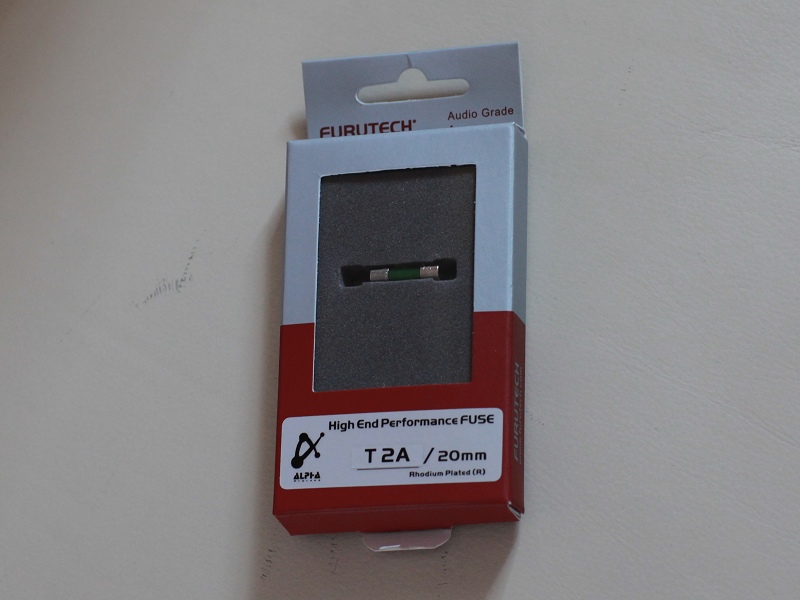 FURUTECH
Audio Grade
High End Performance FUSE
T 2A / 20mm
Rhodium Plated (R)
ALPHA
FURUTECH